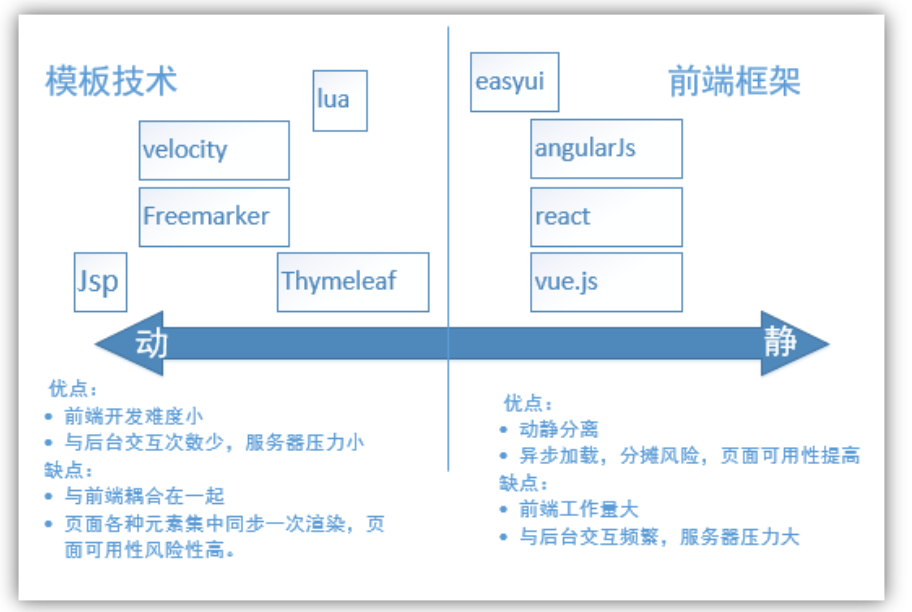 模板技术
lua
velocity
Freemarker
Jsp
Thymeleaf
easyui
前端框架
angularJs
react
vue.js
动
静
优点：
• 前端开发难度小
• 与后台交互次数少，服务器压力小
缺点：
• 与前端耦合在一起
• 页面各种元素集中同步一次渲染，页
面可用性风险性高。
优点：
• 动静分离
• 异步加载，分摊风险，页面可用性提高
缺点：
• 前端工作量大
• 与后台交互频繁，服务器压力大